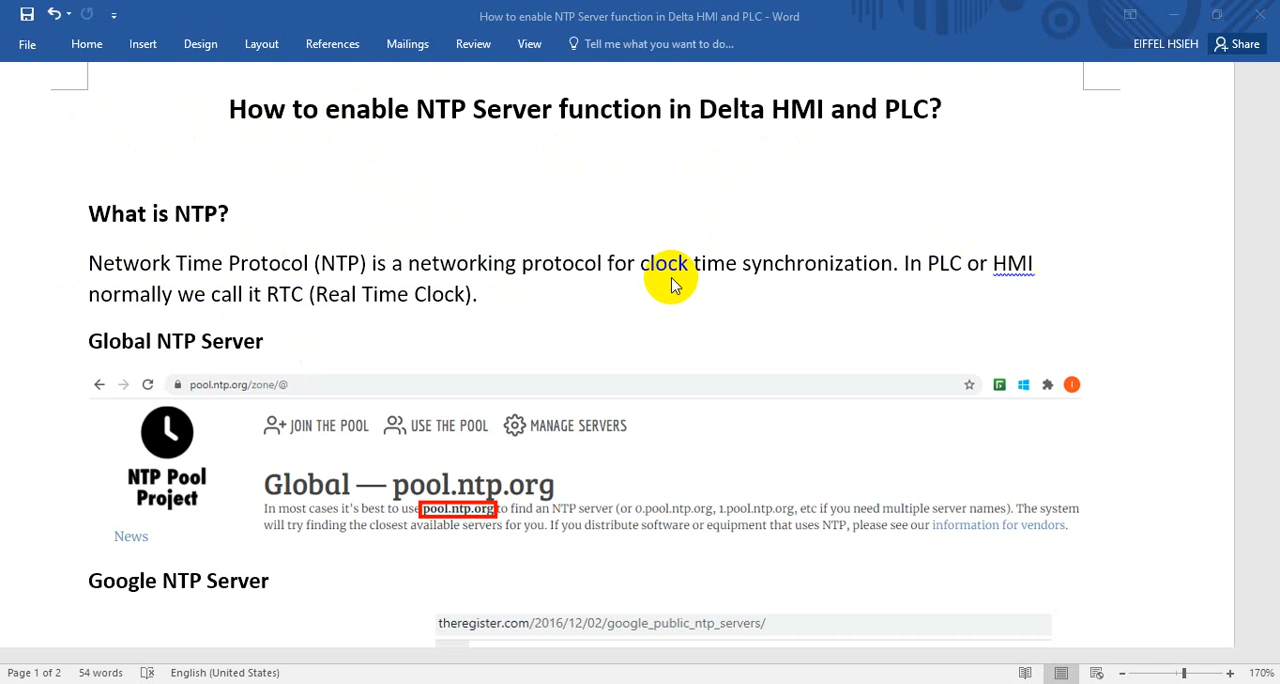 How to enable NTP Server function in Delta HMI and PLC - Word
File Home Insert Design Layout References Mailings Review View Tell me what you want to do... EIFFEL HSIEH Share
How to enable NTP Server function in Delta HMI and PLC?
What is NTP?
Network Time Protocol (NTP) is a networking protocol for clock time synchronization. In PLC or HMI
normally we call it RTC (Real Time Clock).
Global NTP Server
pool.ntp.org/zone/@
JOIN THE POOL USE THE POOL MANAGE SERVERS
NTP Pool
Project
Global — pool.ntp.org
In most cases it's best to use pool.ntp.org to find an NTP server (or 0.pool.ntp.org, 1.pool.ntp.org, etc if you need multiple server names). The system
will try finding the closest available servers for you. If you distribute software or equipment that uses NTP, please see our information for vendors.
News
Google NTP Server
theregister.com/2016/12/02/google_public_ntp_servers/
Page 1 of 2 54 words English (United States) 170%